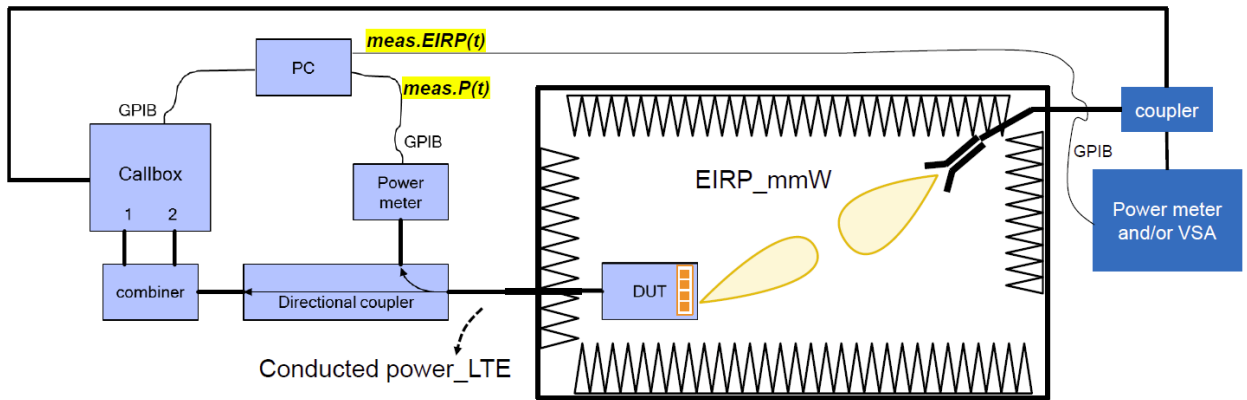 meas.EIRP(t)
PC
meas.P(t)
GPIB
GPIB
Callbox
1 2
Power
meter
combiner
Directional coupler
Conducted power_LTE
EIRP_mmW
DUT
coupler
GPIB
Power meter
and/or VSA